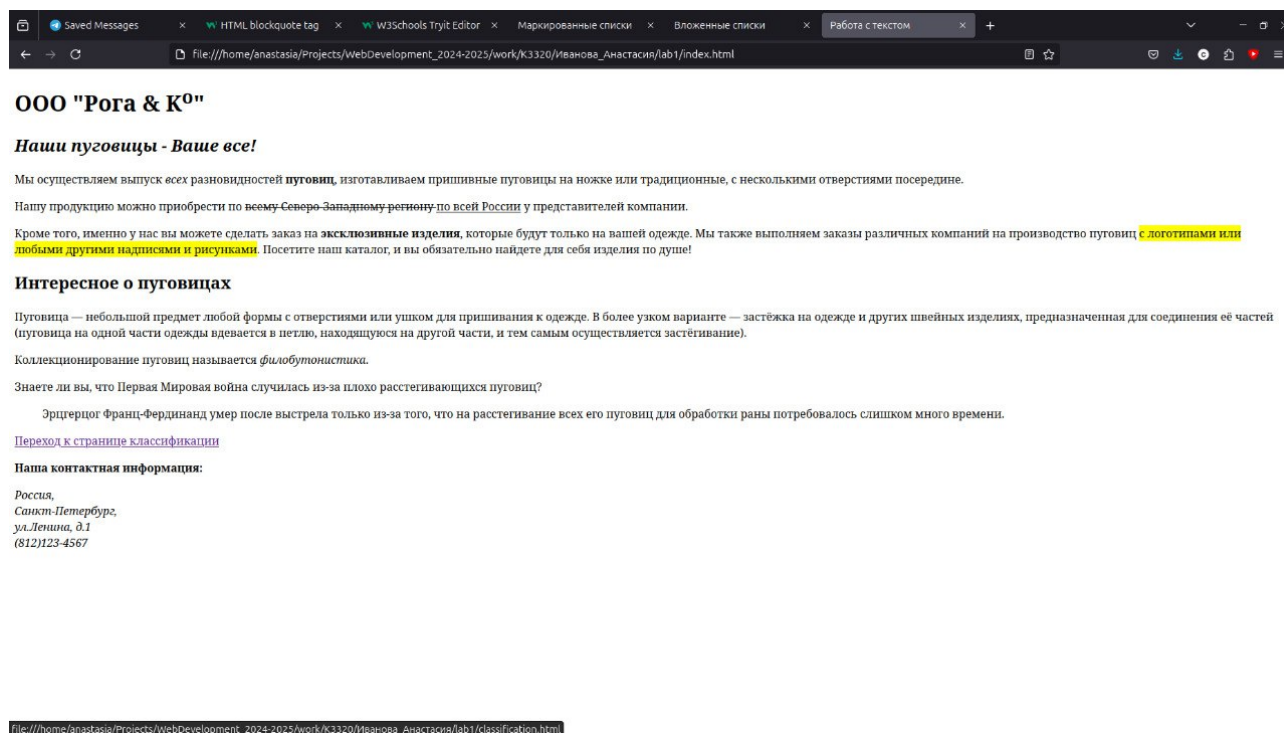 Saved Messages
HTML blockquote tag
W3Schools Tryit Editor
Маркированные списки
Вложенные списки
Работа с текстом
file:///home/anastasia/Projects/WebDevelopment_2024-2025/work/K3320/Иванова_Анастасия/lab1/index.html
ООО "Рога & Kº"
Наши пуговицы - Ваше все!
Мы осуществляем выпуск всех разновидностей пуговиц, изготавливаем пришивные пуговицы на ножке или традиционные, с несколькими отверстиями посередине.
Нашу продукцию можно приобрести по всему Северо Западному региону по всей России у представителей компании.
Кроме того, именно у нас вы можете сделать заказ на эксклюзивные изделия, которые будут только на вашей одежде. Мы также выполняем заказы различных компаний на производство пуговиц с логотипами или
любыми другими надписями и рисунками. Посетите наш каталог, и вы обязательно найдете для себя изделия по душе!
Интересное о пуговицах
Пуговица — небольшой предмет любой формы с отверстиями или ушком для пришивания к одежде. В более узком варианте — застёжка на одежде и других швейных изделиях, предназначенная для соединения её частей
(пуговица на одной части одежды вдевается в петлю, находящуюся на другой части, и тем самым осуществляется застёгивание).
Коллекционирование пуговиц называется филобутонистика.
Знаете ли вы, что Первая Мировая война случилась из-за плохо расстегивающихся пуговиц?
Эрцгерцог Франц-Фердинанд умер после выстрела только из-за того, что на расстегивание всех его пуговиц для обработки раны потребовалось слишком много времени.
Переход к странице классификации
Наша контактная информация:
Россия,
Санкт-Петербург,
ул.Ленина, д.1
(812)123-4567
file:///home/anastasia/Projects/WebDevelopment_2024-2025/work/K3320/Иванова_Анастасия/lab1/classification.html